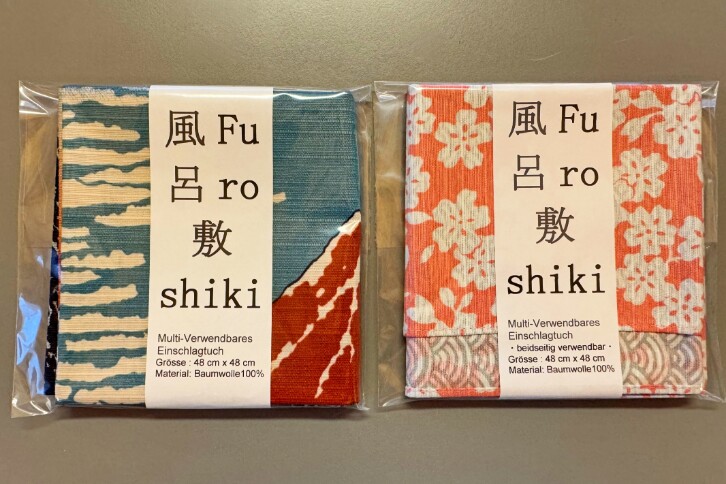 風 Fu
呂 ro
敷
shiki
Multi-Verwendbares
Einschlagtuch
Grösse : 48 cm x 48 cm
Material: Baumwolle100%
風 Fu
呂 ro
敷
shiki
Multi-Verwendbares
Einschlagtuch
・beidseitig verwendbar・
Grösse : 48 cm x 48 cm
Material: Baumwolle100%